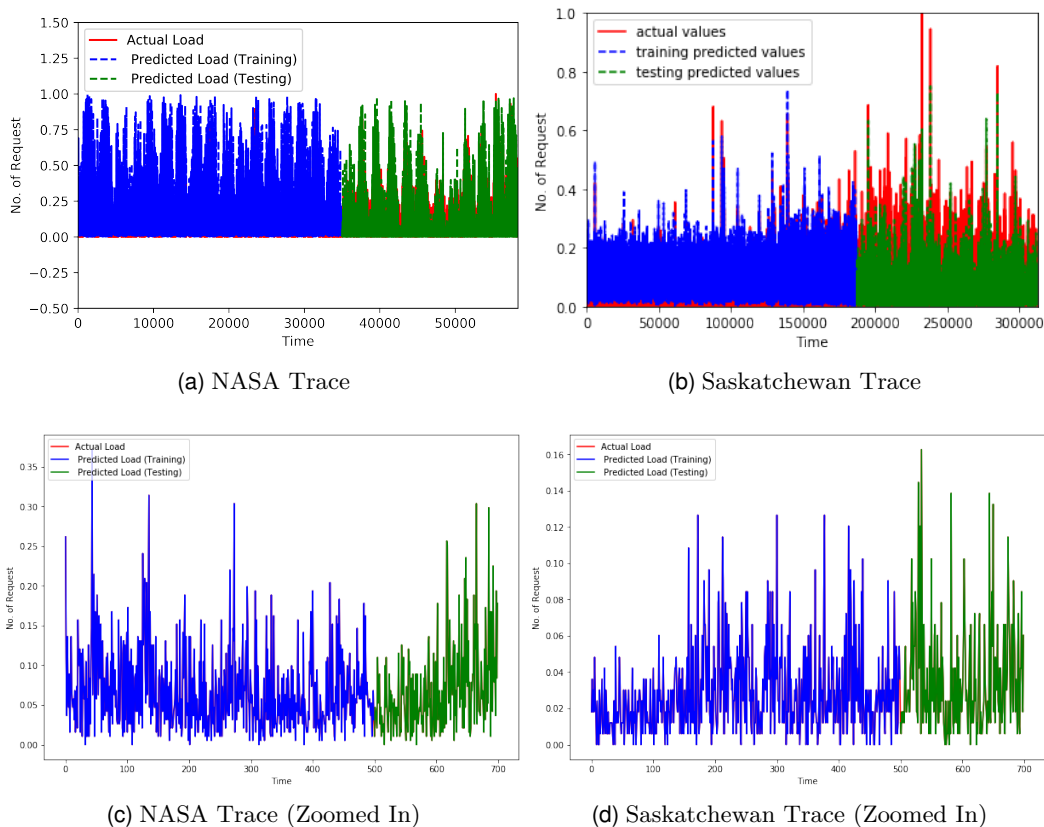 1.50
1.25
1.00
0.75
0.50
0.25
0.00
−0.25
−0.50
No. of Request
Actual Load
Predicted Load (Training)
Predicted Load (Testing)
0 10000 20000 30000 40000 50000
Time
(a) NASA Trace
1.0
0.8
0.6
0.4
0.2
0.0
No. of Request
actual values
training predicted values
testing predicted values
0 50000 100000 150000 200000 250000 300000
Time
(b) Saskatchewan Trace
0.35
0.30
0.25
0.20
0.15
0.10
0.05
0.00
No. of Request
Actual Load
Predicted Load (Training)
Predicted Load (Testing)
0 100 200 300 400 500 600 700
Time
(c) NASA Trace (Zoomed In)
0.16
0.14
0.12
0.10
0.08
0.06
0.04
0.02
0.00
No. of Request
Actual Load
Predicted Load (Training)
Predicted Load (Testing)
0 100 200 300 400 500 600 700
Time
(d) Saskatchewan Trace (Zoomed In)